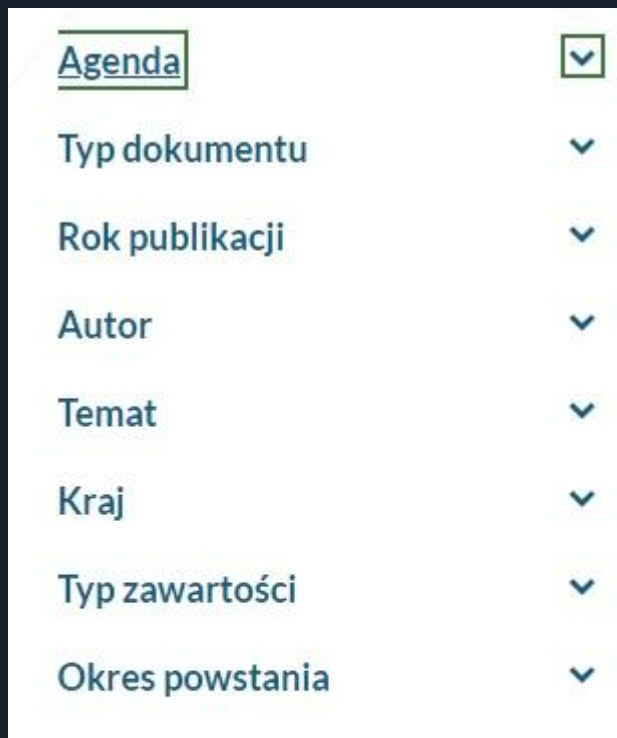 Agenda
Typ dokumentu
Rok publikacji
Autor
Temat
Kraj
Typ zawartości
Okres powstania